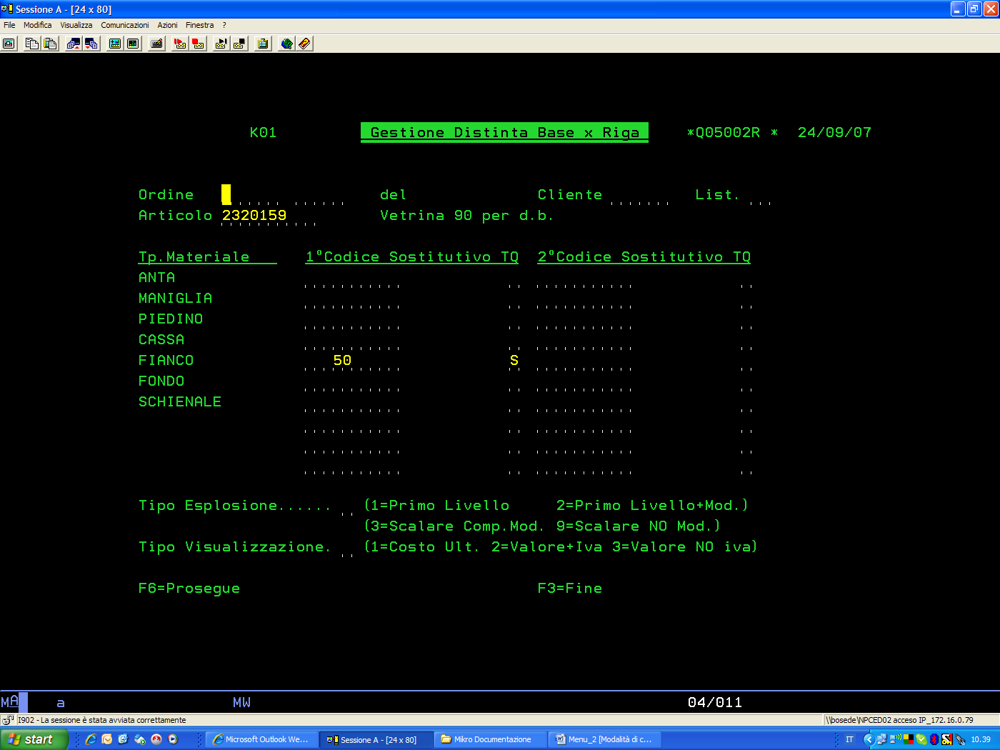 Sessione A - [24 x 80]
File Modifica Visualizza Comunicazioni Azioni Finestra ?
K01 Gestione Distinta Base x Riga *Q05002R * 24/09/07
Ordine del Cliente List.
Articolo 2320159 Vetrina 90 per d.b.
Tp.Materiale 1°Codice Sostitutivo TQ 2°Codice Sostitutivo TQ
ANTA
MANIGLIA
PIEDINO
CASSA
FIANCO 50 S
FONDO
SCHIENALE
Tipo Esplosione...... (1=Primo Livello 2=Primo Livello+Mod.)
(3=Scalare Comp.Mod. 9=Scalare NO Mod.)
Tipo Visualizzazione. (1=Costo Ult. 2=Valore+Iva 3=Valore NO iva)
F6=Prosegue F3=Fine
MA a MW 04/011
I902 - La sessione è stata avviata correttamente \\bosede\NPCED02 acceso IP_172.16.0.79
start Microsoft Outlook We... Sessione A - [24 x 80] Mikro Documentazione Menu_2 [Modalità di c... IT 10.39